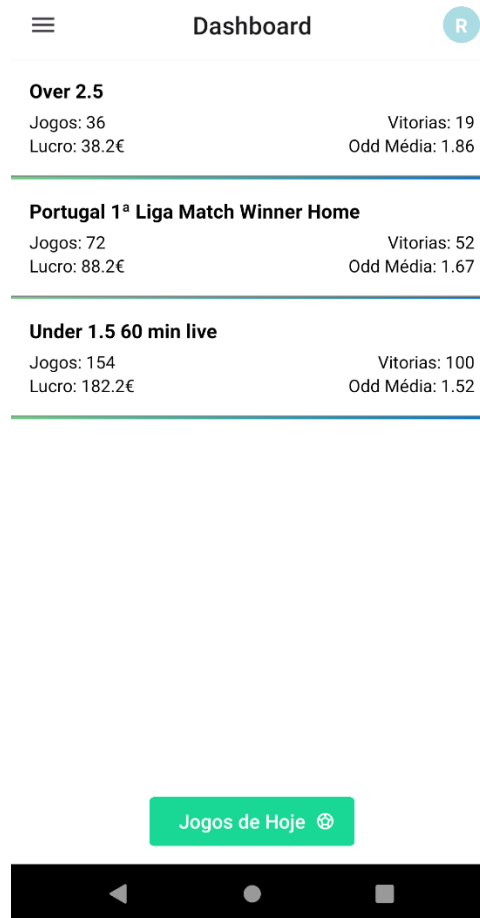 Dashboard
R
Over 2.5
Jogos: 36
Vitorias: 19
Lucro: 38.2€
Odd Média: 1.86
Portugal 1ª Liga Match Winner Home
Jogos: 72
Vitorias: 52
Lucro: 88.2€
Odd Média: 1.67
Under 1.5 60 min live
Jogos: 154
Vitorias: 100
Lucro: 182.2€
Odd Média: 1.52
Jogos de Hoje